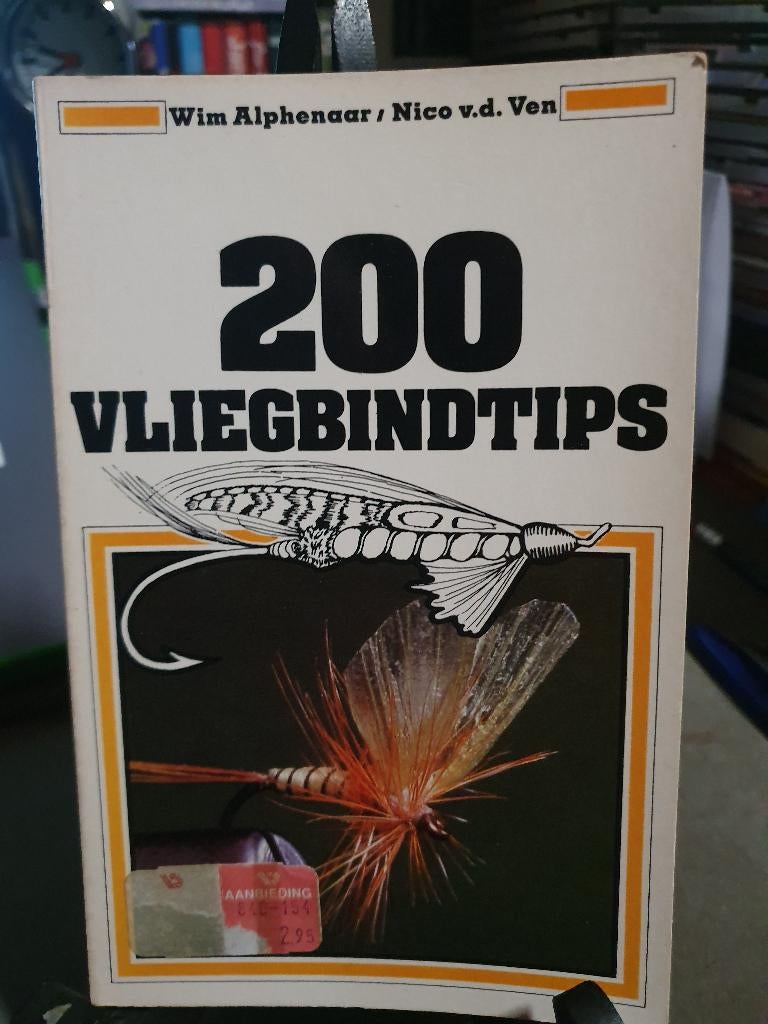 Wim Alphenaar / Nico v.d. Ven
200
VLIEGBINDTIPS
AANBIEDING
2.95